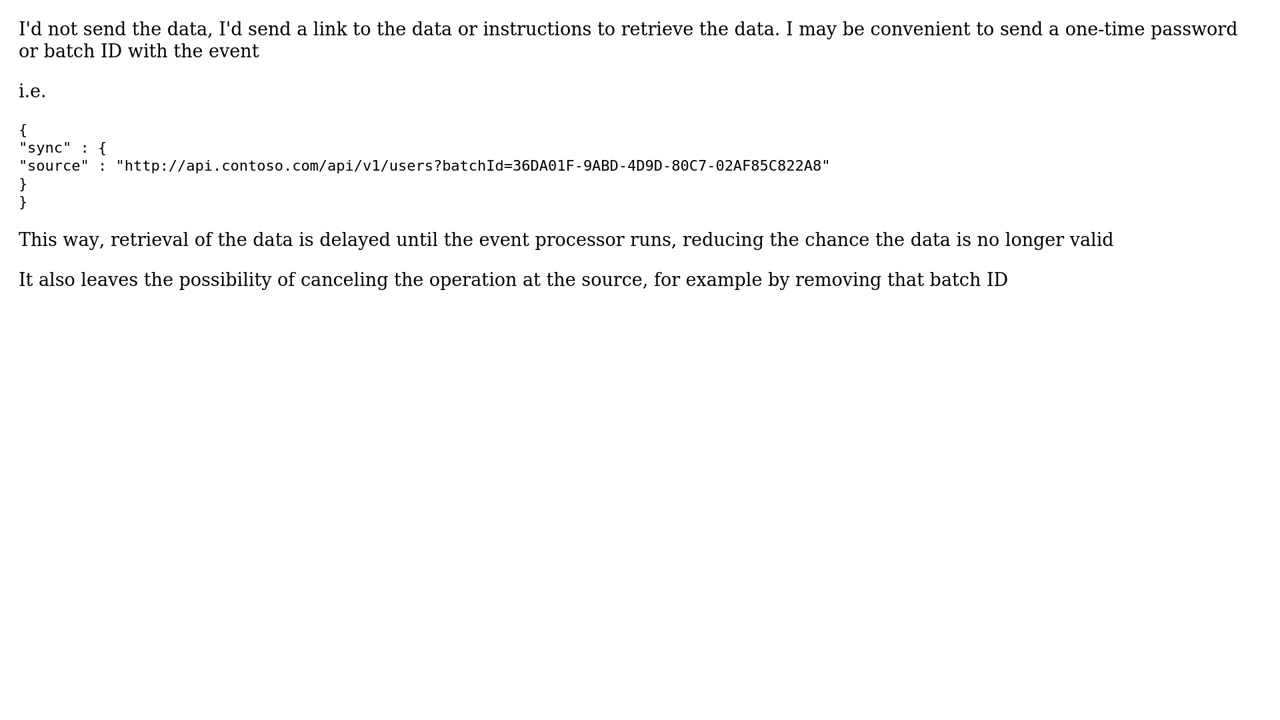 I'd not send the data, I'd send a link to the data or instructions to retrieve the data. I may be convenient to send a one-time password
or batch ID with the event
i.e.
{
"sync" : {
"source" : "http://api.contoso.com/api/v1/users?batchId=36DA01F-9ABD-4D9D-80C7-02AF85C822A8"
}
}
This way, retrieval of the data is delayed until the event processor runs, reducing the chance the data is no longer valid
It also leaves the possibility of canceling the operation at the source, for example by removing that batch ID